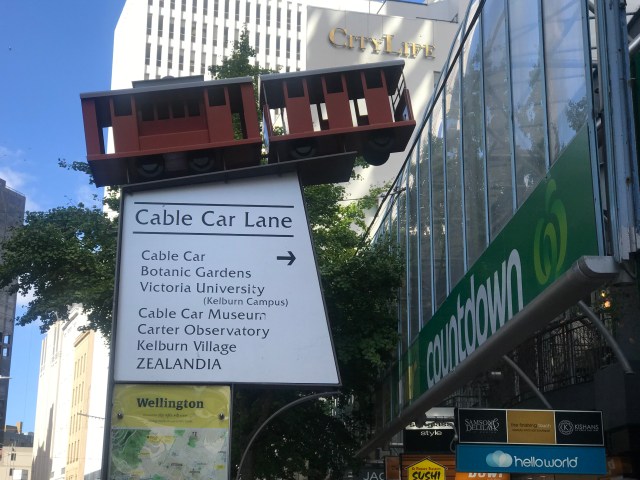 CITYLIFE
Cable Car Lane
Cable Car
Botanic Gardens
Victoria University
(Kelburn Campus)
Cable Car Museum
Carter Observatory
Kelburn Village
ZEALANDIA
Wellington
countdown
style
SUSHI
helloworld